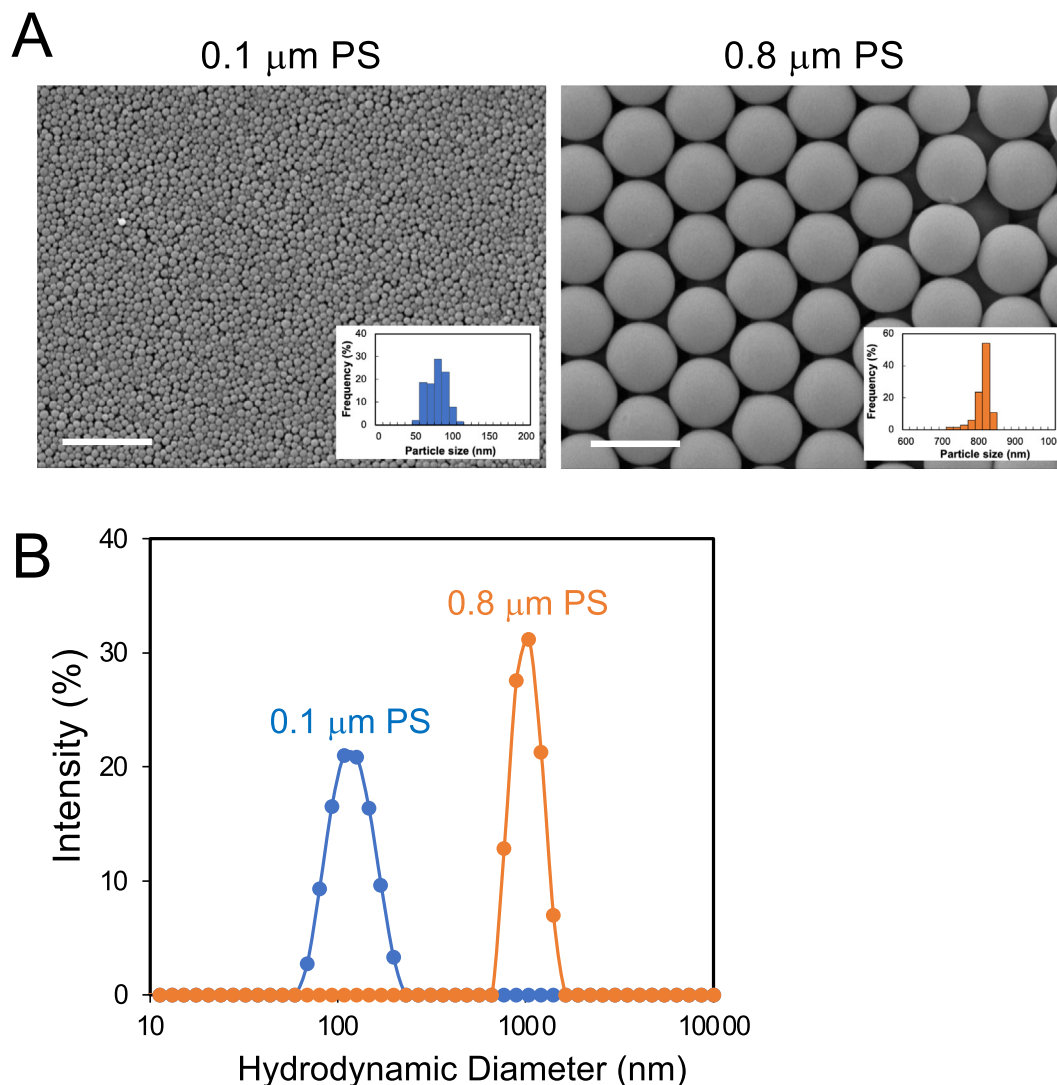 A
0.1 μm PS
0.8 μm PS
40
30
20
10
0
Frequency (%)
0
50
100
200
Particle size (nm)
60
40
20
0
Frequency (%)
600
700
800
900
100
Particle size (nm)
B
40
30
20
10
0
Intensity (%)
0.1 μm PS
0.8 μm PS
10
100
1000
10000
Hydrodynamic Diameter (nm)